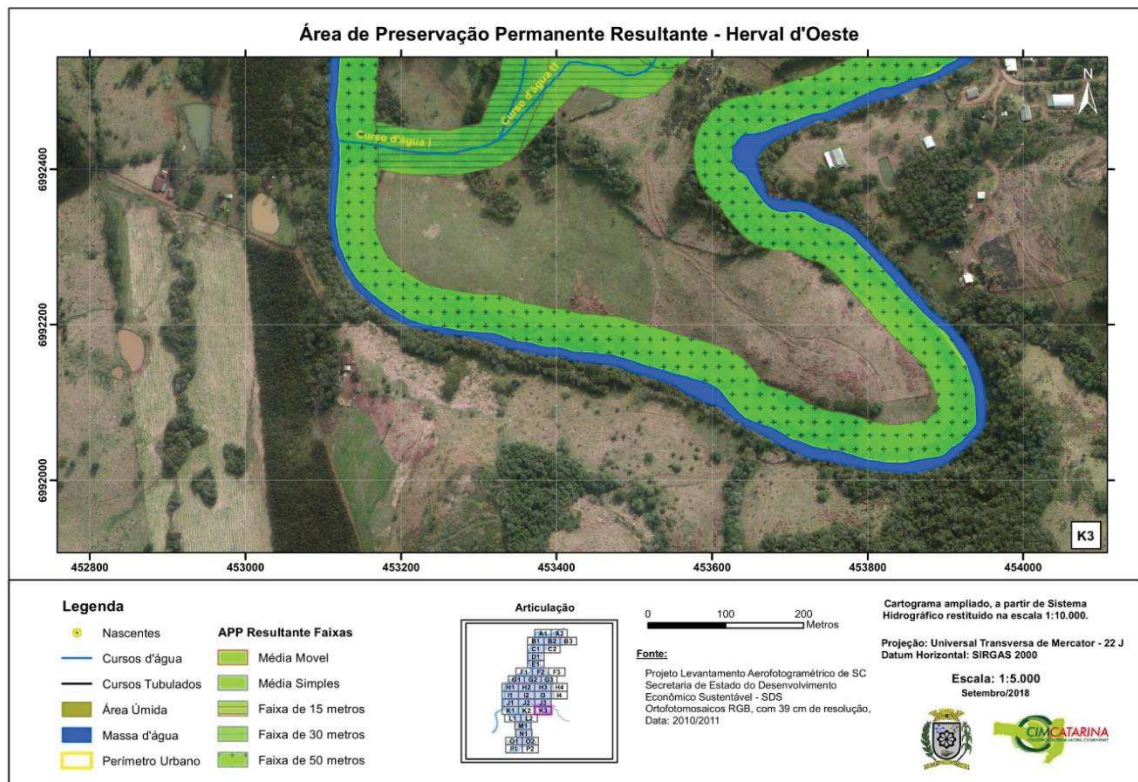 Área de Preservação Permanente Resultante - Herval d'Oeste
Curso d'água II
Curso d'água I
N
6992400
6992200
6992000
K3
452800 453000 453200 453400 453600 453800 454000
Legenda
Nascentes
Cursos d'água
Cursos Tubulados
Área Úmida
Massa d'água
Perímetro Urbano
APP Resultante Faixas
Média Movel
Média Simples
Faixa de 15 metros
Faixa de 30 metros
Faixa de 50 metros
Articulação
A1 A2
B1 B2 B3
C1 C2
D1
E1
F1 F2 F3
G1 G2 G3
H1 H2 H3 H4
I1 I2 I3 I4
J1 J2 J3
K1 K2 K3
L1 L2
M1
N1
O1 O2
P1 P2
0 100 200
Metros
Fonte:
Projeto Levantamento Aerofotogramétrico de SC
Secretaria de Estado do Desenvolvimento
Econômico Sustentável - SDS
Ortofotomosaicos RGB, com 39 cm de resolução,
Data: 2010/2011
Cartograma ampliado, a partir de Sistema
Hidrográfico restituído na escala 1:10.000.
Projeção: Universal Transversa de Mercator - 22 J
Datum Horizontal: SIRGAS 2000
Escala: 1:5.000
Setembro/2018
CIMCATARINA